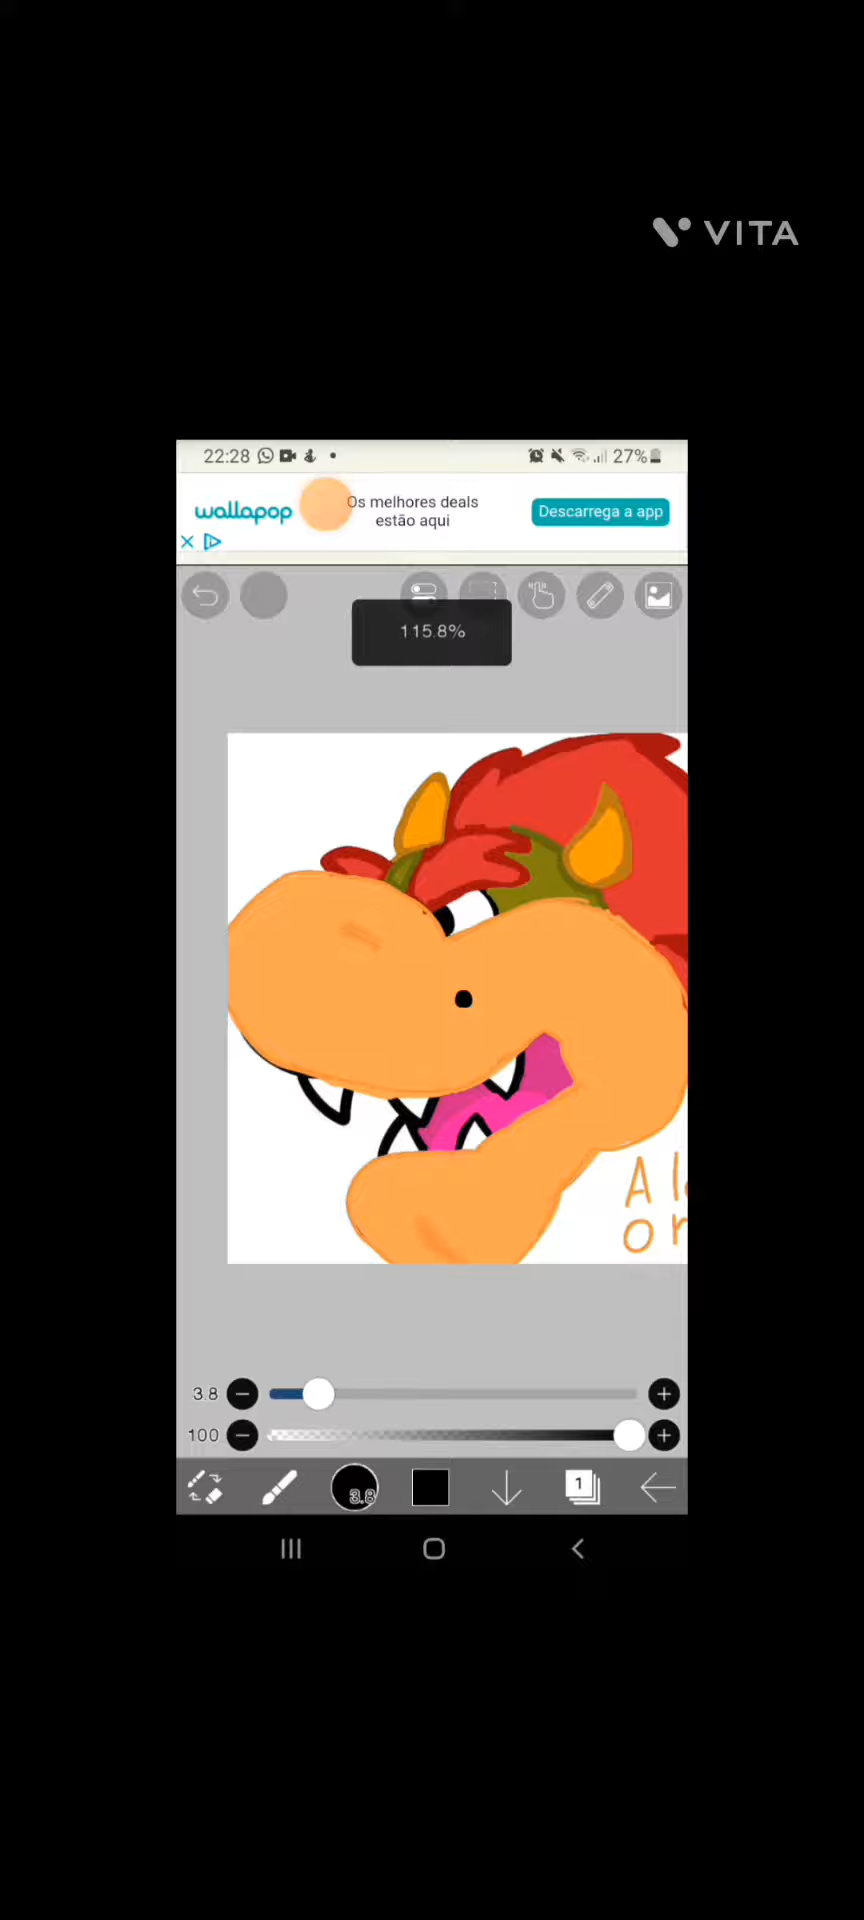 VITA
22:28
27%
wallapop
Os melhores deals
estão aqui
Descarrega a app
115.8%
A
o
3.8
100
3.8
1